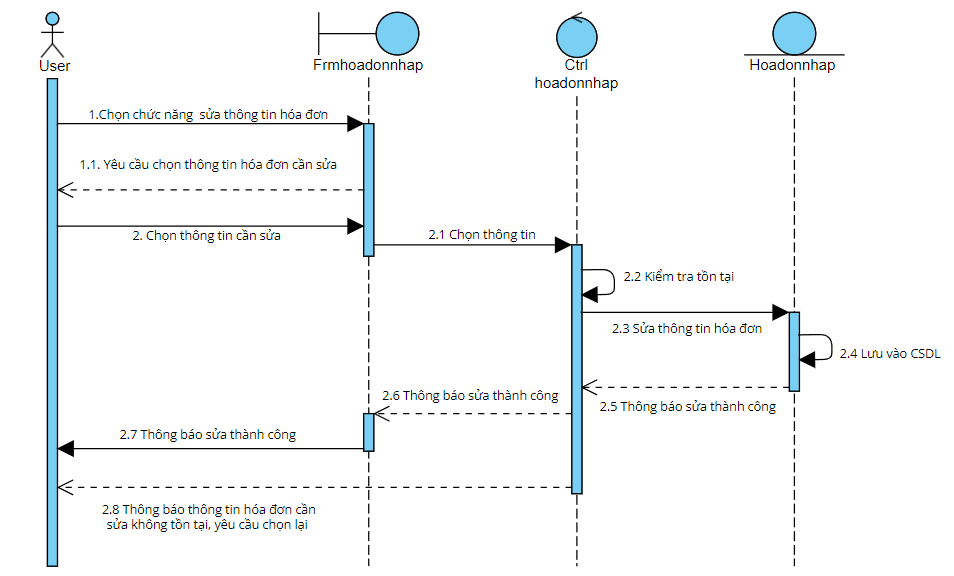 User
Frmhoadonnhap
Ctrl
hoadonnhap
Hoadonnhap
1.Chọn chức năng sửa thông tin hóa đơn
1.1. Yêu cầu chọn thông tin hóa đơn cần sửa
2. Chọn thông tin cần sửa
2.1 Chọn thông tin
2.2 Kiểm tra tồn tại
2.3 Sửa thông tin hóa đơn
2.4 Lưu vào CSDL
2.5 Thông báo sửa thành công
2.6 Thông báo sửa thành công
2.7 Thông báo sửa thành công
2.8 Thông báo thông tin hóa đơn cần
sửa không tồn tại, yêu cầu chọn lại